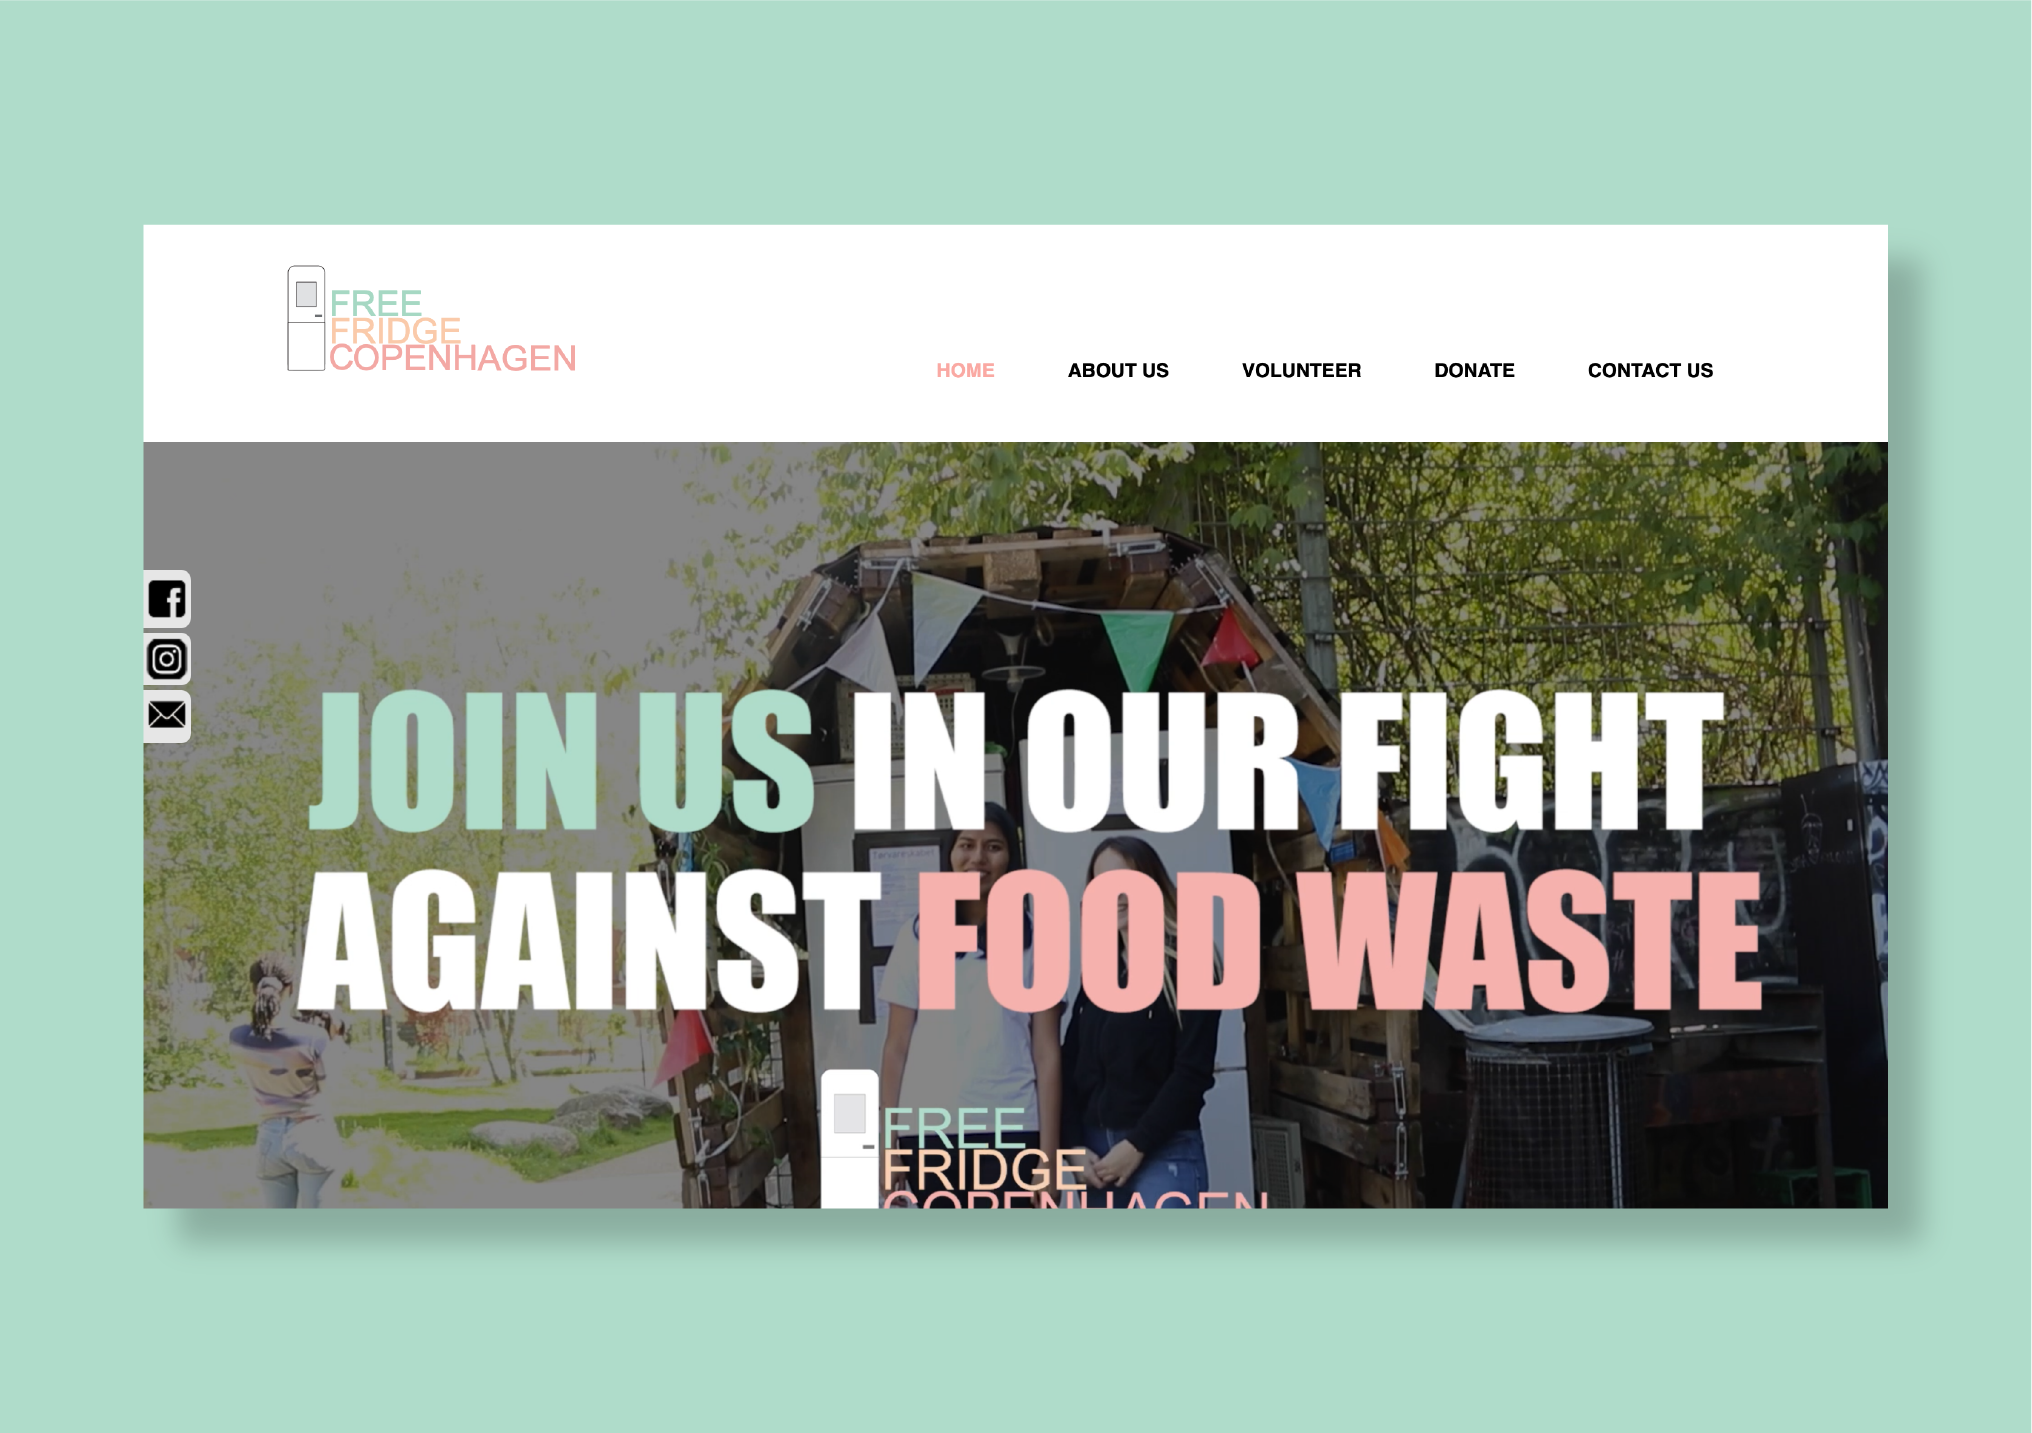 FREE
FRIDGE
COPENHAGEN
HOME ABOUT US VOLUNTEER DONATE CONTACT US
JOIN US IN OUR FIGHT
AGAINST FOOD WASTE
FREE
FRIDGE
COPENHAGEN